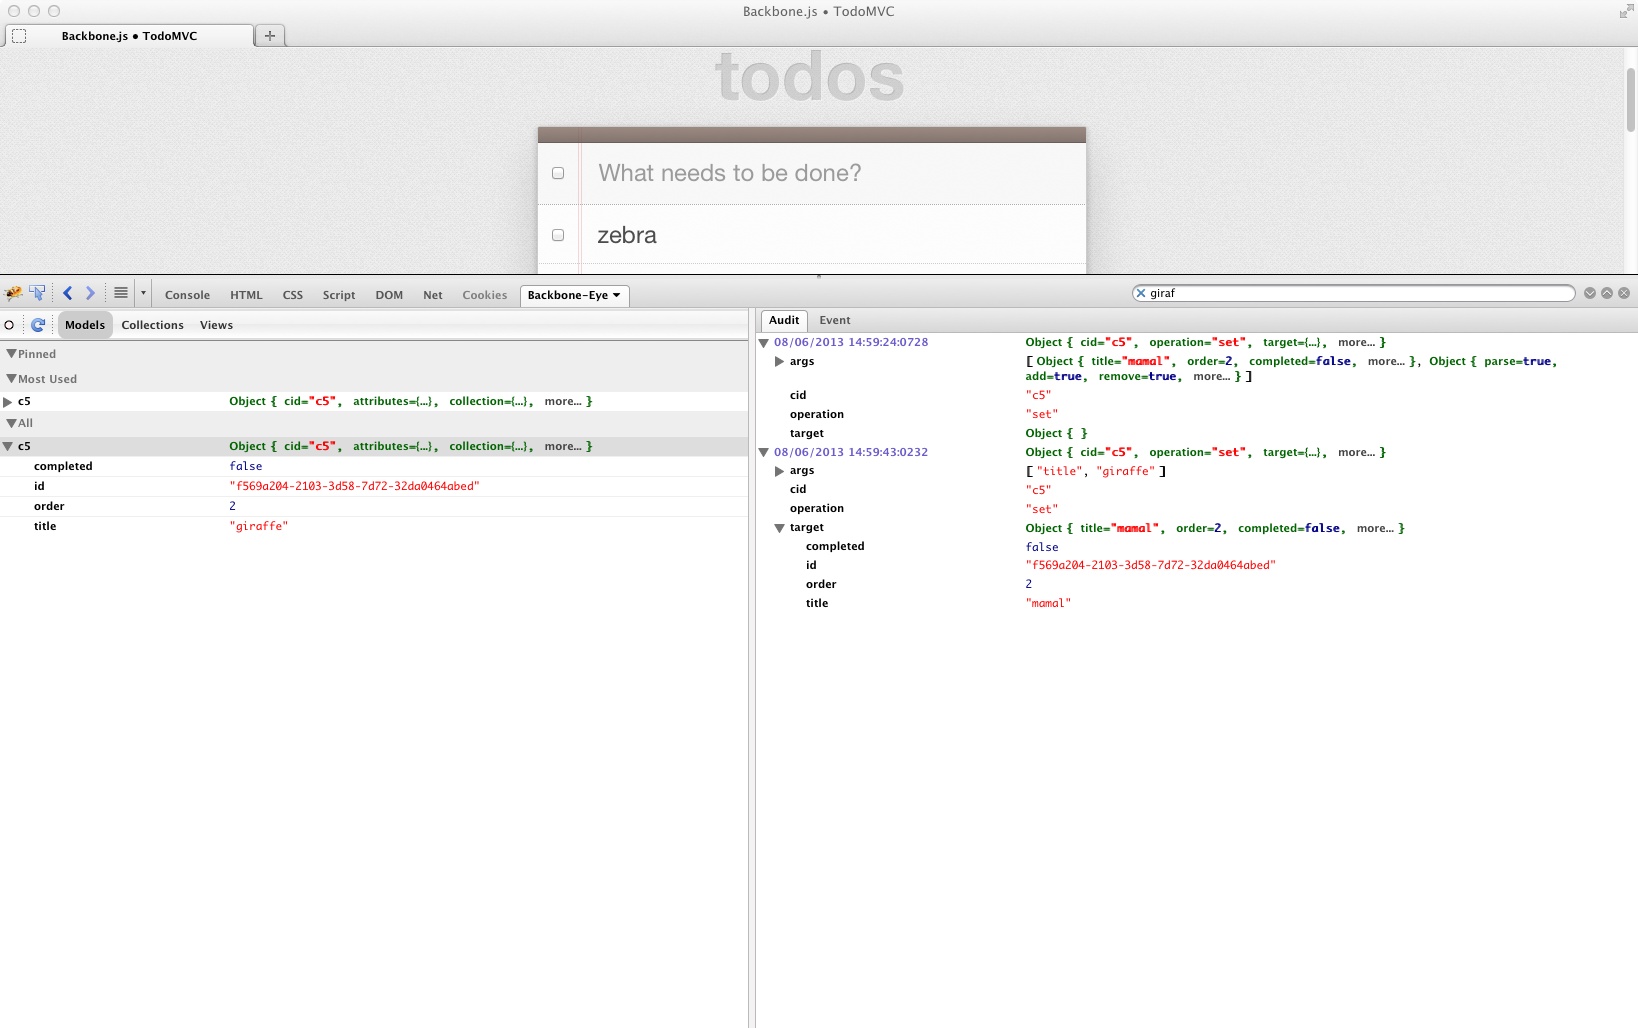 Backbone.js • TodoMVC
Backbone.js • TodoMVC
todos
What needs to be done?
zebra
Console HTML CSS Script DOM Net Cookies Backbone-Eye giraf
Models Collections Views
Pinned
Most Used
c5 Object { cid="c5", attributes={...}, collection={...}, more... }
All
c5 Object { cid="c5", attributes={...}, collection={...}, more... }
completed false
id "f569a204-2103-3d58-7d72-32da0464abed"
order 2
title "giraffe"
Audit Event
08/06/2013 14:59:24:0728 Object { cid="c5", operation="set", target={...}, more... }
args [ Object { title="mamal", order=2, completed=false, more... }, Object { parse=true,
add=true, remove=true, more... } ]
cid "c5"
operation "set"
target Object { }
08/06/2013 14:59:43:0232 Object { cid="c5", operation="set", target={...}, more... }
args [ "title", "giraffe" ]
cid "c5"
operation "set"
target Object { title="mamal", order=2, completed=false, more... }
completed false
id "f569a204-2103-3d58-7d72-32da0464abed"
order 2
title "mamal"